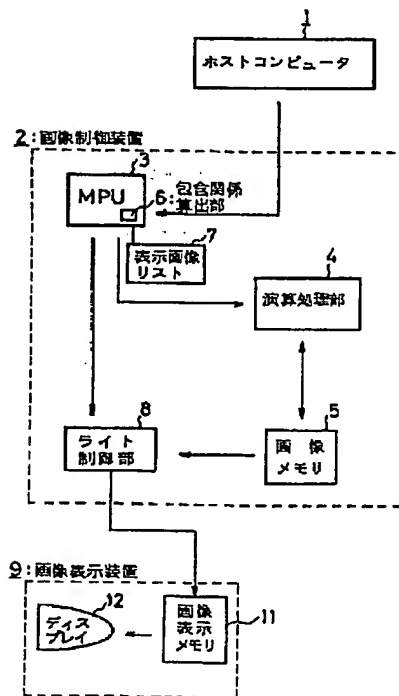 1
ホストコンピュータ
2:画像制御装置
3
MPU
6:包含関係
算出部
7
表示画像
リスト
4
演算処理部
8
ライト
制御部
5
画像
メモリ
9:画像表示装置
12
ディス
プレイ
画像
表示
メモリ
11